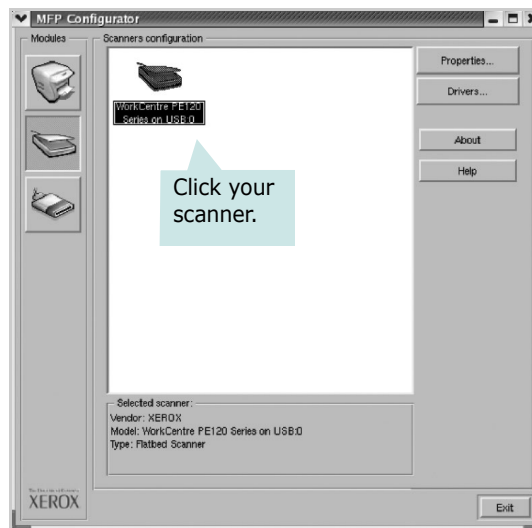 MFP Configurator
Modules
Scanners configuration
WorkCentre PE120
Series on USB:0
Click your
scanner.
Properties...
Drivers...
About
Help
Selected scanner:
Vendor: XEROX
Model: WorkCentre PE120 Series on USB:0
Type: Flatbed Scanner
XEROX
Exit